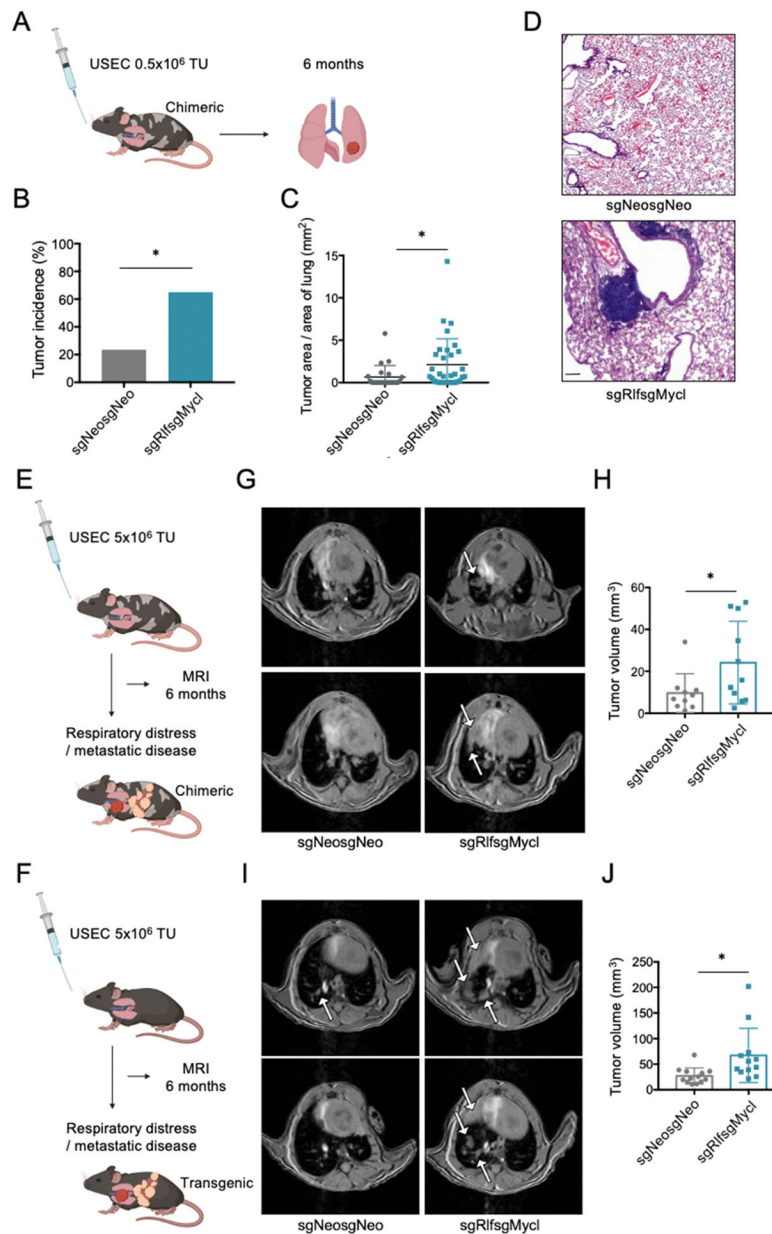 A
USEC 0.5x10⁶ TU
Chimeric
6 months
B
Tumor incidence (%)
100
80
60
40
20
0
*
sgNeosgNeo
sgRlfsgMycl
C
Tumor area / area of lung (mm²)
15
10
5
0
*
sgNeosgNeo
sgRlfsgMycl
D
sgNeosgNeo
sgRlfsgMycl
E
USEC 5x10⁶ TU
MRI
6 months
Respiratory distress
/ metastatic disease
Chimeric
G
sgNeosgNeo
sgRlfsgMycl
H
Tumor volume (mm³)
60
40
20
0
*
sgNeosgNeo
sgRlfsgMycl
F
USEC 5x10⁶ TU
MRI
6 months
Respiratory distress
/ metastatic disease
Transgenic
I
sgNeosgNeo
sgRlfsgMycl
J
Tumor volume (mm³)
250
200
150
100
50
0
*
sgNeosgNeo
sgRlfsgMycl